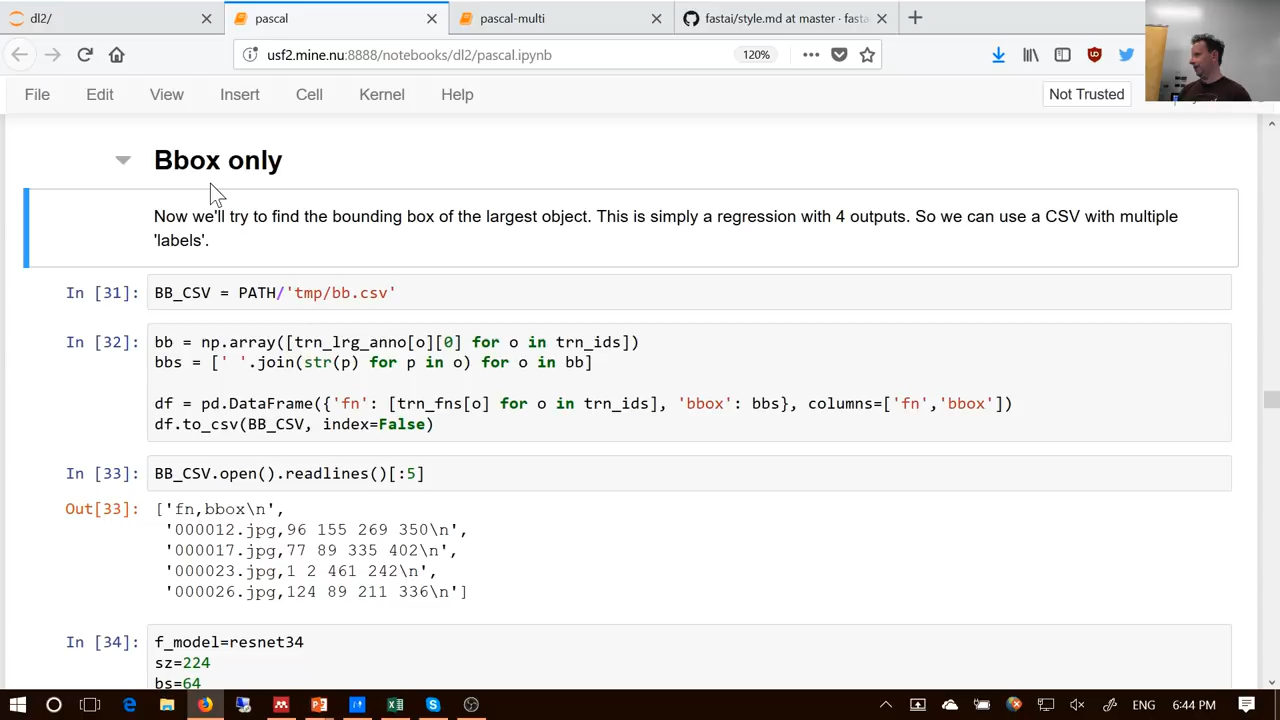 dl2/
pascal
pascal-multi
fastai/style.md at master · fasta
usf2.mine.nu:8888/notebooks/dl2/pascal.ipynb
120%
File Edit View Insert Cell Kernel Help
Not Trusted
Bbox only
Now we'll try to find the bounding box of the largest object. This is simply a regression with 4 outputs. So we can use a CSV with multiple
'labels'.
In [31]: BB_CSV = PATH/'tmp/bb.csv'
In [32]: bb = np.array([trn_lrg_anno[o][0] for o in trn_ids])
bbs = [' '.join(str(p) for p in o) for o in bb]
df = pd.DataFrame({'fn': [trn_fns[o] for o in trn_ids], 'bbox': bbs}, columns=['fn','bbox'])
df.to_csv(BB_CSV, index=False)
In [33]: BB_CSV.open().readlines()[:5]
Out[33]: ['fn,bbox\n',
'000012.jpg,96 155 269 350\n',
'000017.jpg,77 89 335 402\n',
'000023.jpg,1 2 461 242\n',
'000026.jpg,124 89 211 336\n']
In [34]: f_model=resnet34
sz=224
bs=64
ENG 6:44 PM